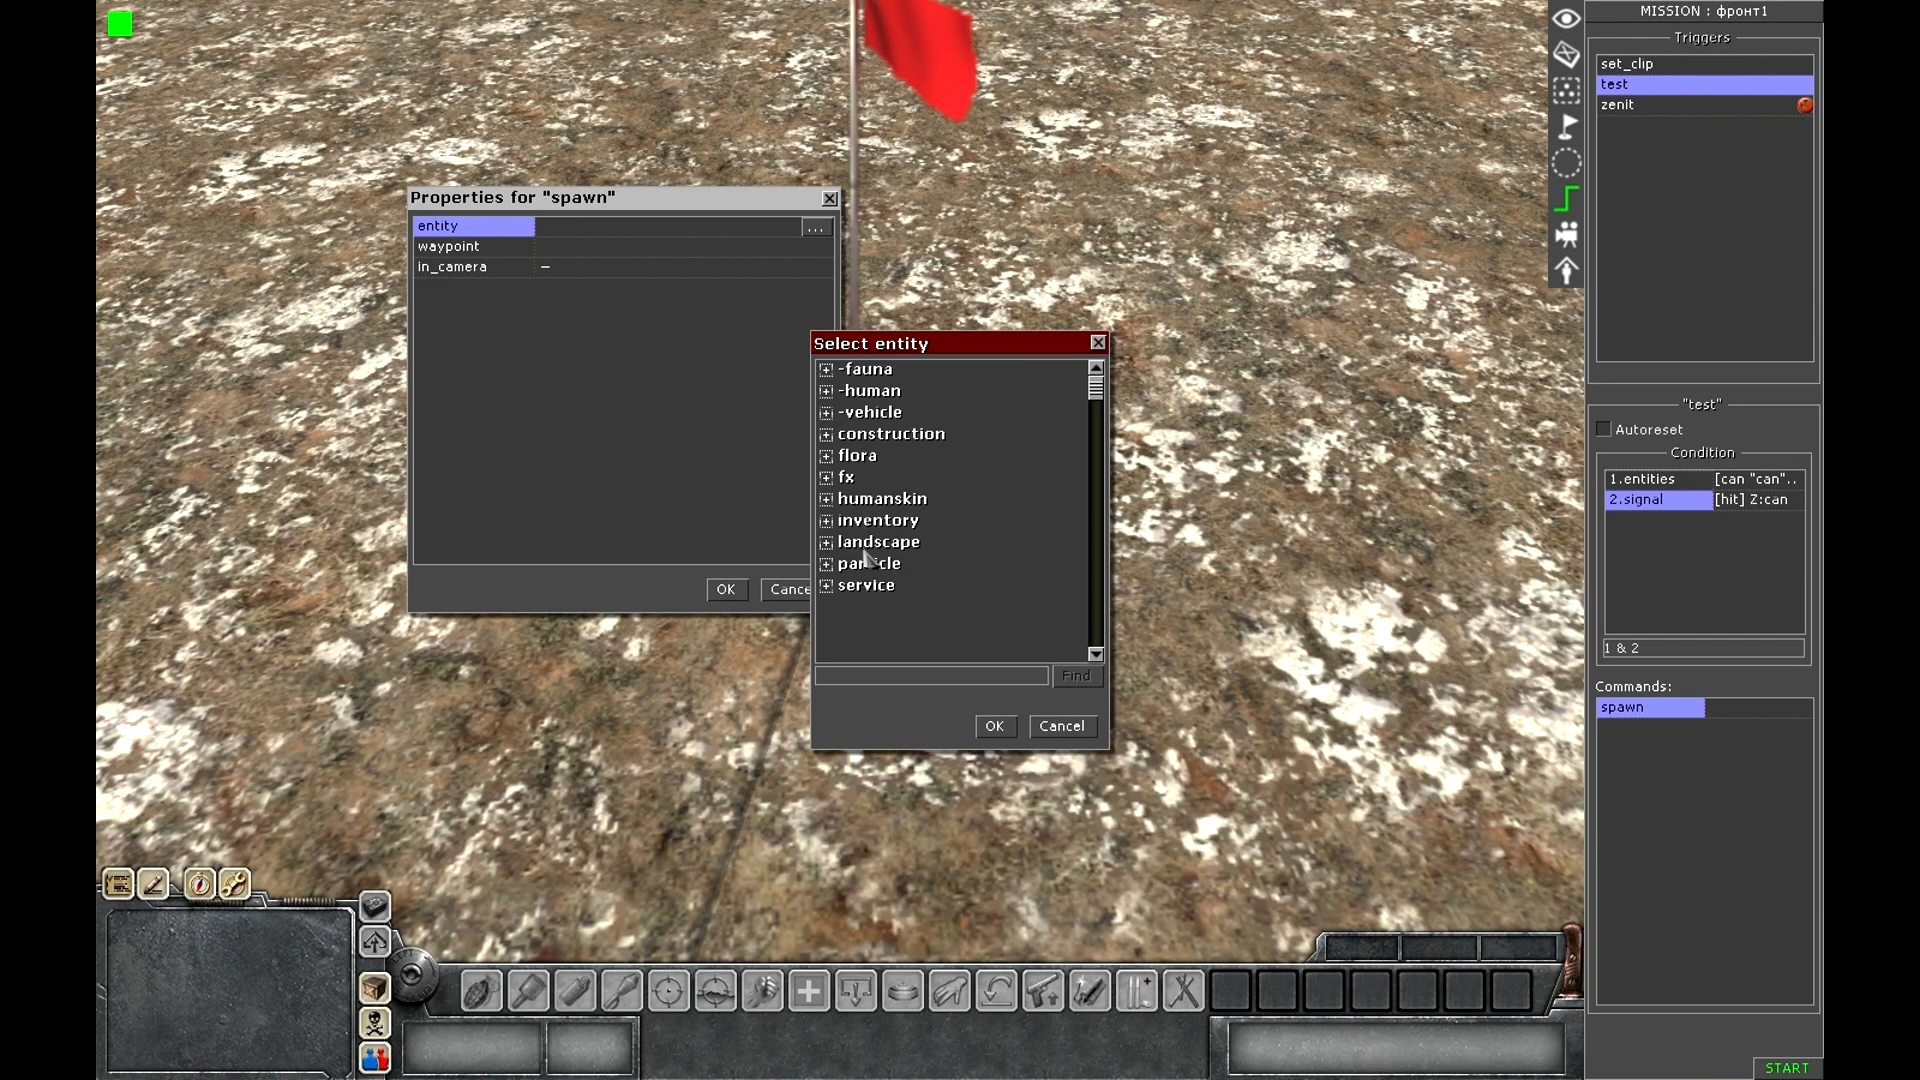 MISSION : фронт1
Triggers
set_clip
test
zenit
Properties for "spawn"
entity ...
waypoint
in_camera –
OK Cance
Select entity
-fauna
-human
-vehicle
construction
flora
fx
humanskin
inventory
landscape
particle
service
Find
OK Cancel
"test"
Autoreset
Condition
1.entities [can "can"..
2.signal [hit] Z:can
1 & 2
Commands:
spawn
START